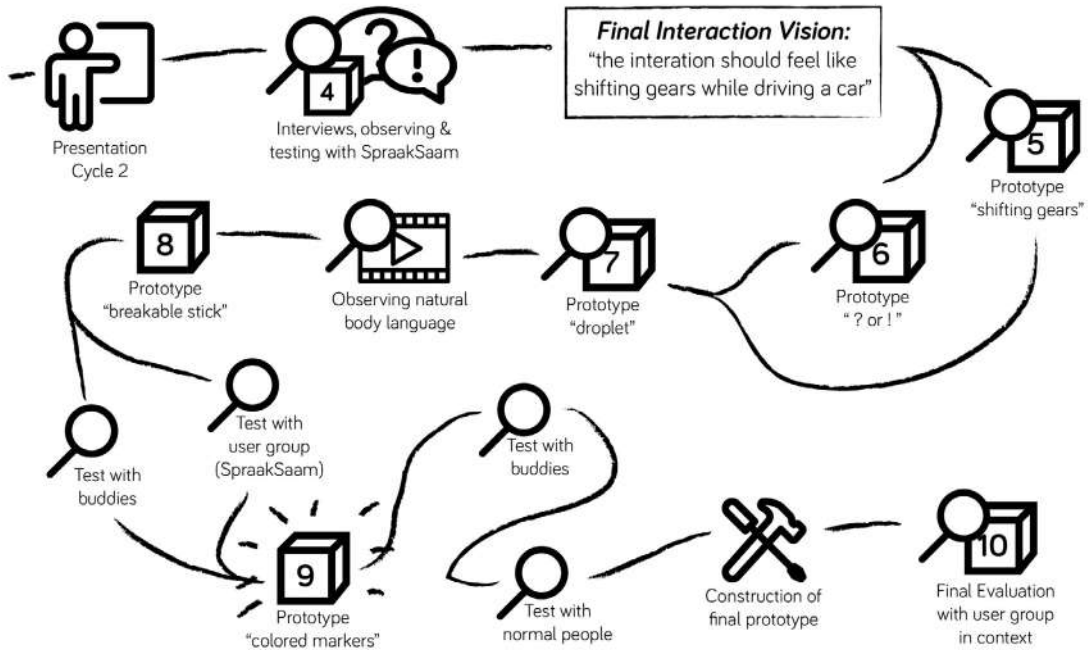 Presentation
Cycle 2
4
Interviews, observing &
testing with SpraakSaam
Final Interaction Vision:
“the interation should feel like
shifting gears while driving a car”
5
Prototype
“shifting gears”
6
Prototype
“ ? or ! ”
7
Prototype
“droplet”
Observing natural
body language
8
Prototype
“breakable stick”
Test with
buddies
Test with
user group
(SpraakSaam)
9
Prototype
“colored markers”
Test with
buddies
Test with
normal people
Construction of
final prototype
10
Final Evaluation
with user group
in context